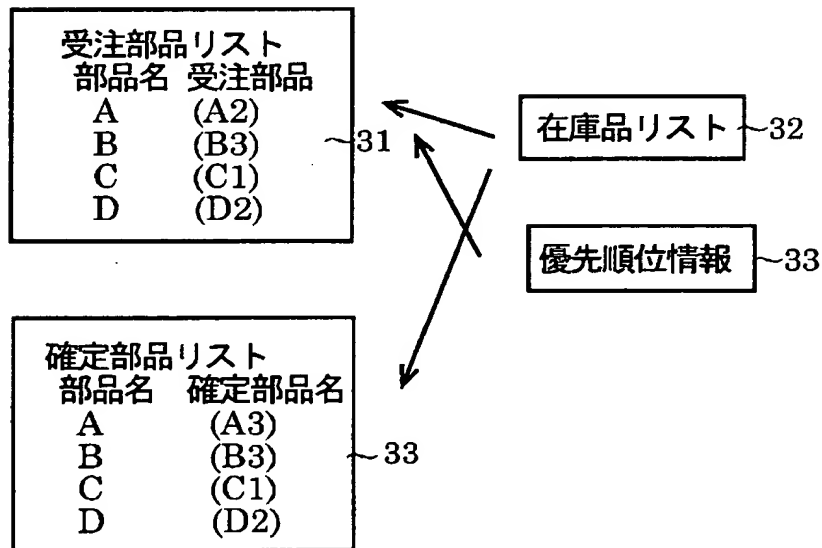 受注部品リスト
部品名 受注部品
A (A2)
B (B3)
C (C1)
D (D2)
31
在庫品リスト 32
優先順位情報 33
確定部品リスト
部品名 確定部品名
A (A3)
B (B3)
C (C1)
D (D2)
33